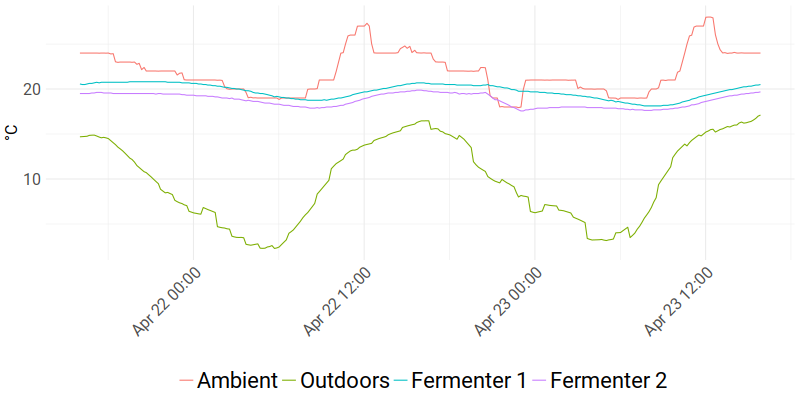 °C
20
10
Apr 22 00:00
Apr 22 12:00
Apr 23 00:00
Apr 23 12:00
Ambient Outdoors Fermenter 1 Fermenter 2